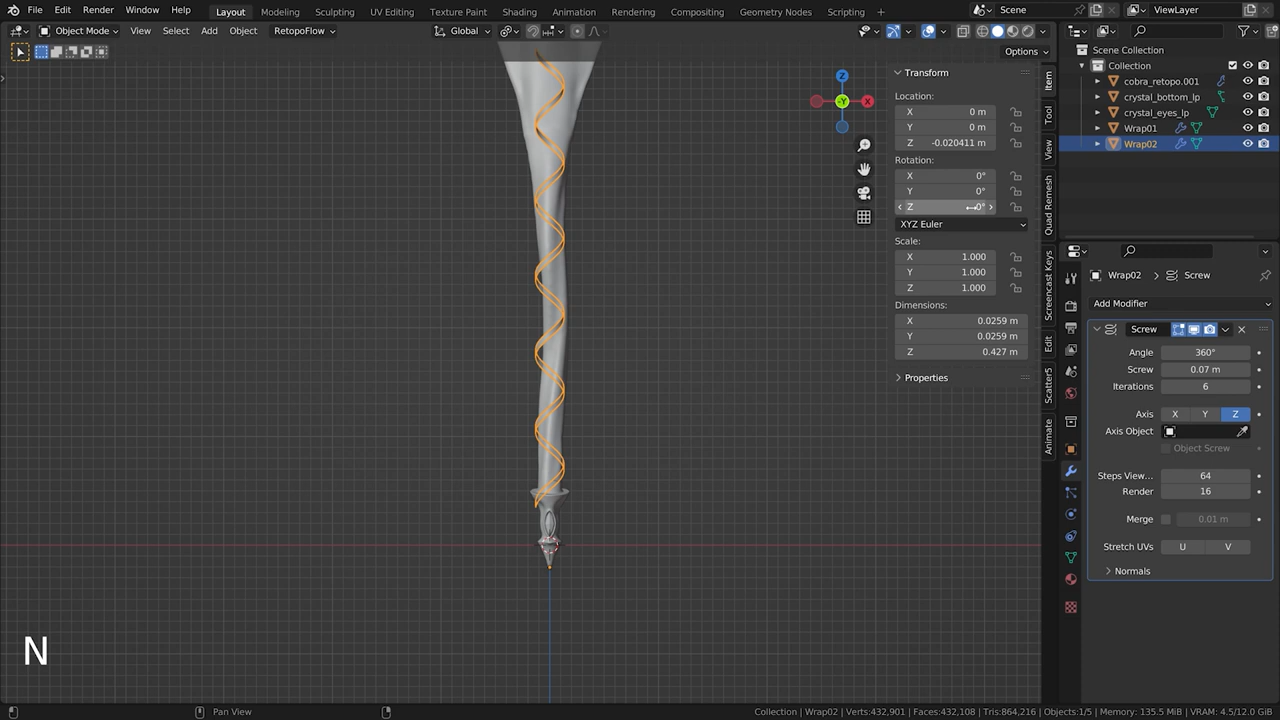 File Edit Render Window Help Layout Modeling Sculpting UV Editing Texture Paint Shading Animation Rendering Compositing Geometry Nodes Scripting Scene ViewLayer
Object Mode View Select Add Object RetopoFlow Global
Options
Transform
Location:
X 0 m
Y 0 m
Z -0.020411 m
Rotation:
X 0°
Y 0°
Z 0°
XYZ Euler
Scale:
X 1.000
Y 1.000
Z 1.000
Dimensions:
X 0.0259 m
Y 0.0259 m
Z 0.427 m
Properties
Item
Tool
View
Quad Remesh
Screencast Keys
Edit
Scatter5
Animate
Z
X
-Y
Scene Collection
Collection
cobra_retopo.001
crystal_bottom_lp
crystal_eyes_lp
Wrap01
Wrap02
Wrap02 > Screw
Add Modifier
Screw
Angle 360°
Screw 0.07 m
Iterations 6
Axis X Y Z
Axis Object
Object Screw
Steps View... 64
Render 16
Merge 0.01 m
Stretch UVs U V
Normals
N
Pan View
Collection | Wrap02 | Verts:432,901 | Faces:432,108 | Tris:864,216 | Objects:1/5 | Memory: 135.5 MiB | VRAM: 4.5/12.0 GiB